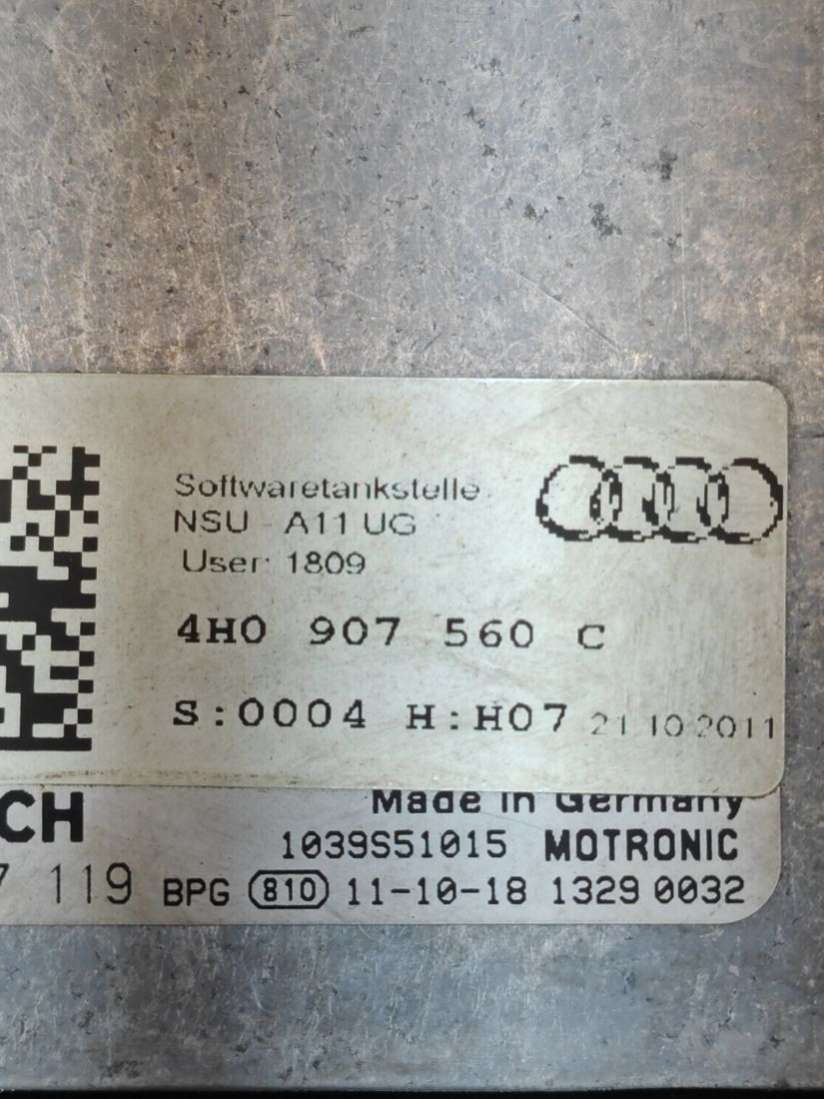 Softwaretankstelle
NSU - A11 UG
User: 1809
4H0 907 560 C
S:0004 H:H07 21.10.2011
CH Made in Germany
1039S51015 MOTRONIC
7 119 BPG 810 11-10-18 1329 0032